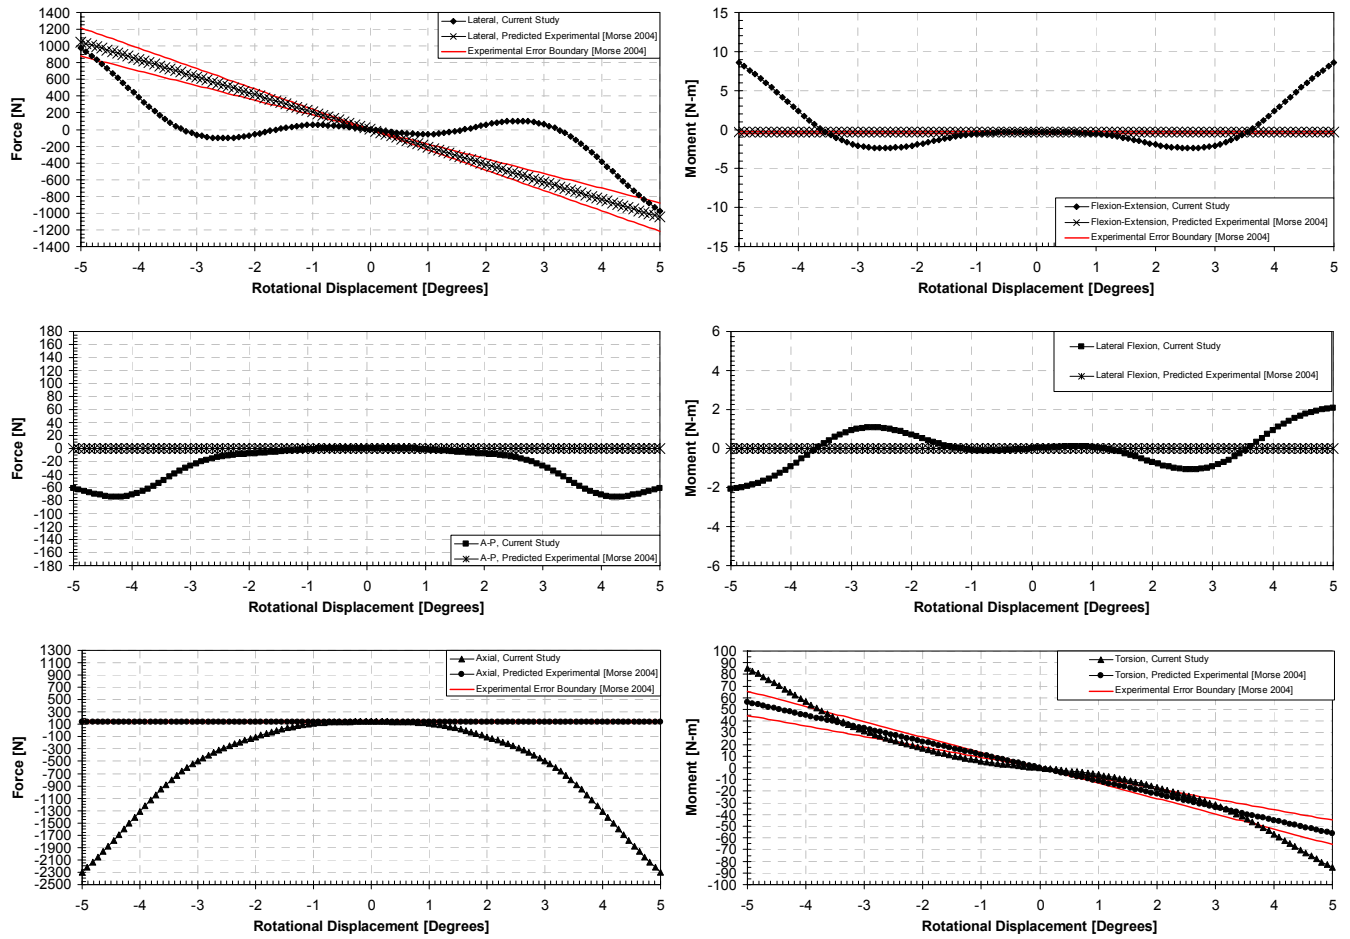 1400
1200
1000
800
600
400
200
0
-200
-400
-600
-800
-1000
-1200
-1400
Force [N]
Lateral, Current Study
Lateral, Predicted Experimental [Morse 2004]
Experimental Error Boundary [Morse 2004]
-5 -4 -3 -2 -1 0 1 2 3 4 5
Rotational Displacement [Degrees]
15
10
5
0
-5
-10
-15
Moment [N-m]
Flexion-Extension, Current Study
Flexion-Extension, Predicted Experimental [Morse 2004]
Experimental Error Boundary [Morse 2004]
-5 -4 -3 -2 -1 0 1 2 3 4 5
Rotational Displacement [Degrees]
180
160
140
120
100
80
60
40
20
0
-20
-40
-60
-80
-100
-120
-140
-160
-180
Force [N]
A-P, Current Study
A-P, Predicted Experimental [Morse 2004]
-5 -4 -3 -2 -1 0 1 2 3 4 5
Rotational Displacement [Degrees]
6
4
2
0
-2
-4
-6
Moment [N-m]
Lateral Flexion, Current Study
Lateral Flexion, Predicted Experimental [Morse 2004]
-5 -4 -3 -2 -1 0 1 2 3 4 5
Rotational Displacement [Degrees]
1300
1100
900
700
500
300
100
-100
-300
-500
-700
-900
-1100
-1300
-1500
-1700
-1900
-2100
-2300
-2500
Force [N]
Axial, Current Study
Axial, Predicted Experimental [Morse 2004]
Experimental Error Boundary [Morse 2004]
-5 -4 -3 -2 -1 0 1 2 3 4 5
Rotational Displacement [Degrees]
100
90
80
70
60
50
40
30
20
10
0
-10
-20
-30
-40
-50
-60
-70
-80
-90
-100
Moment [N-m]
Torsion, Current Study
Torsion, Predicted Experimental [Morse 2004]
Experimental Error Boundary [Morse 2004]
-5 -4 -3 -2 -1 0 1 2 3 4 5
Rotational Displacement [Degrees]